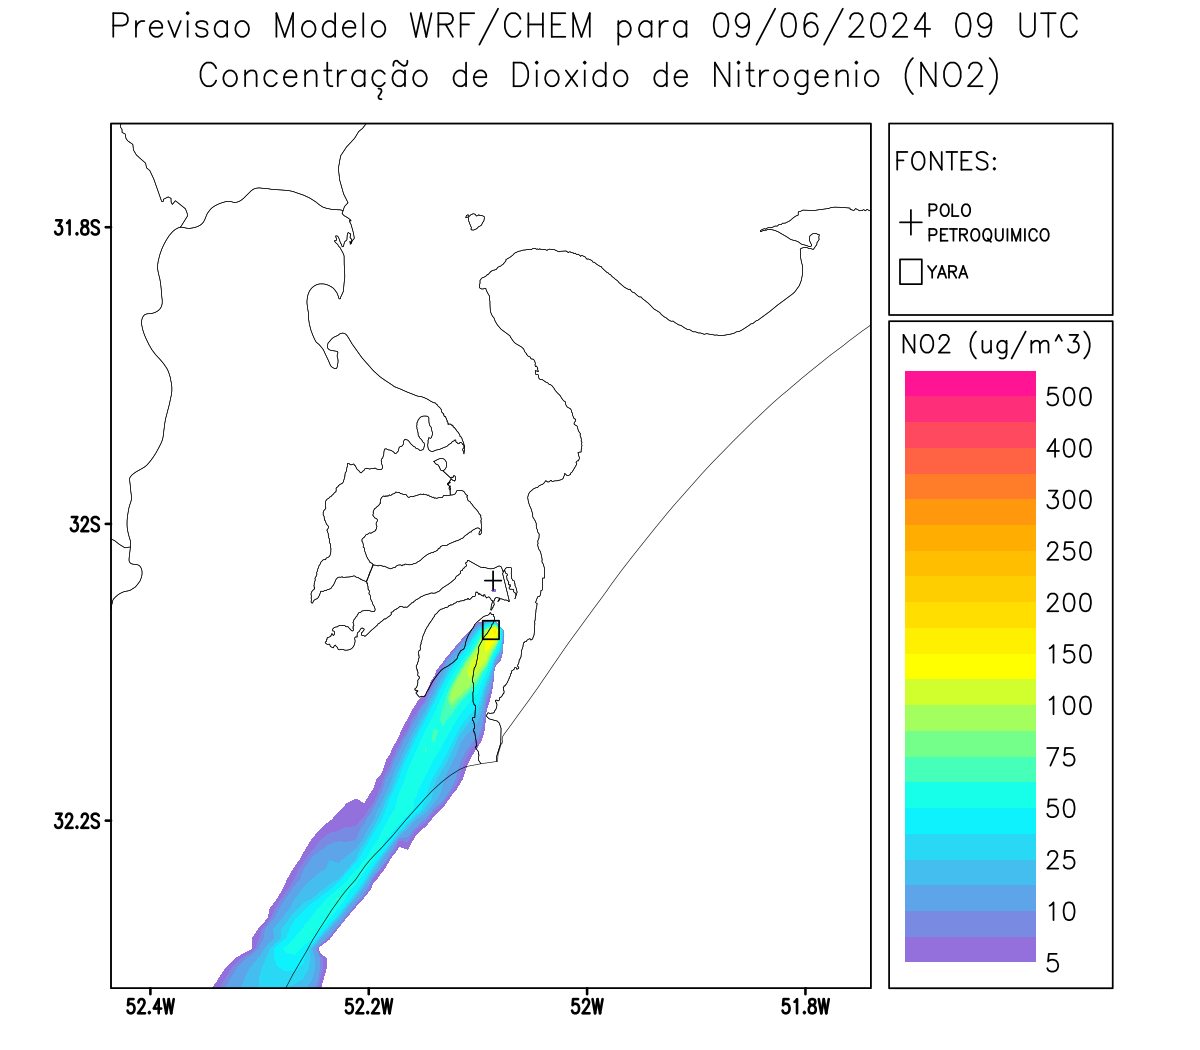 Previsao Modelo WRF/CHEM para 09/06/2024 09 UTC
Concentração de Dioxido de Nitrogenio (NO2)
FONTES:
POLO
PETROQUIMICO
YARA
NO2 (ug/m^3)
500
400
300
250
200
150
100
75
50
25
10
5
31.8S
32S
32.2S
52.4W
52.2W
52W
51.8W